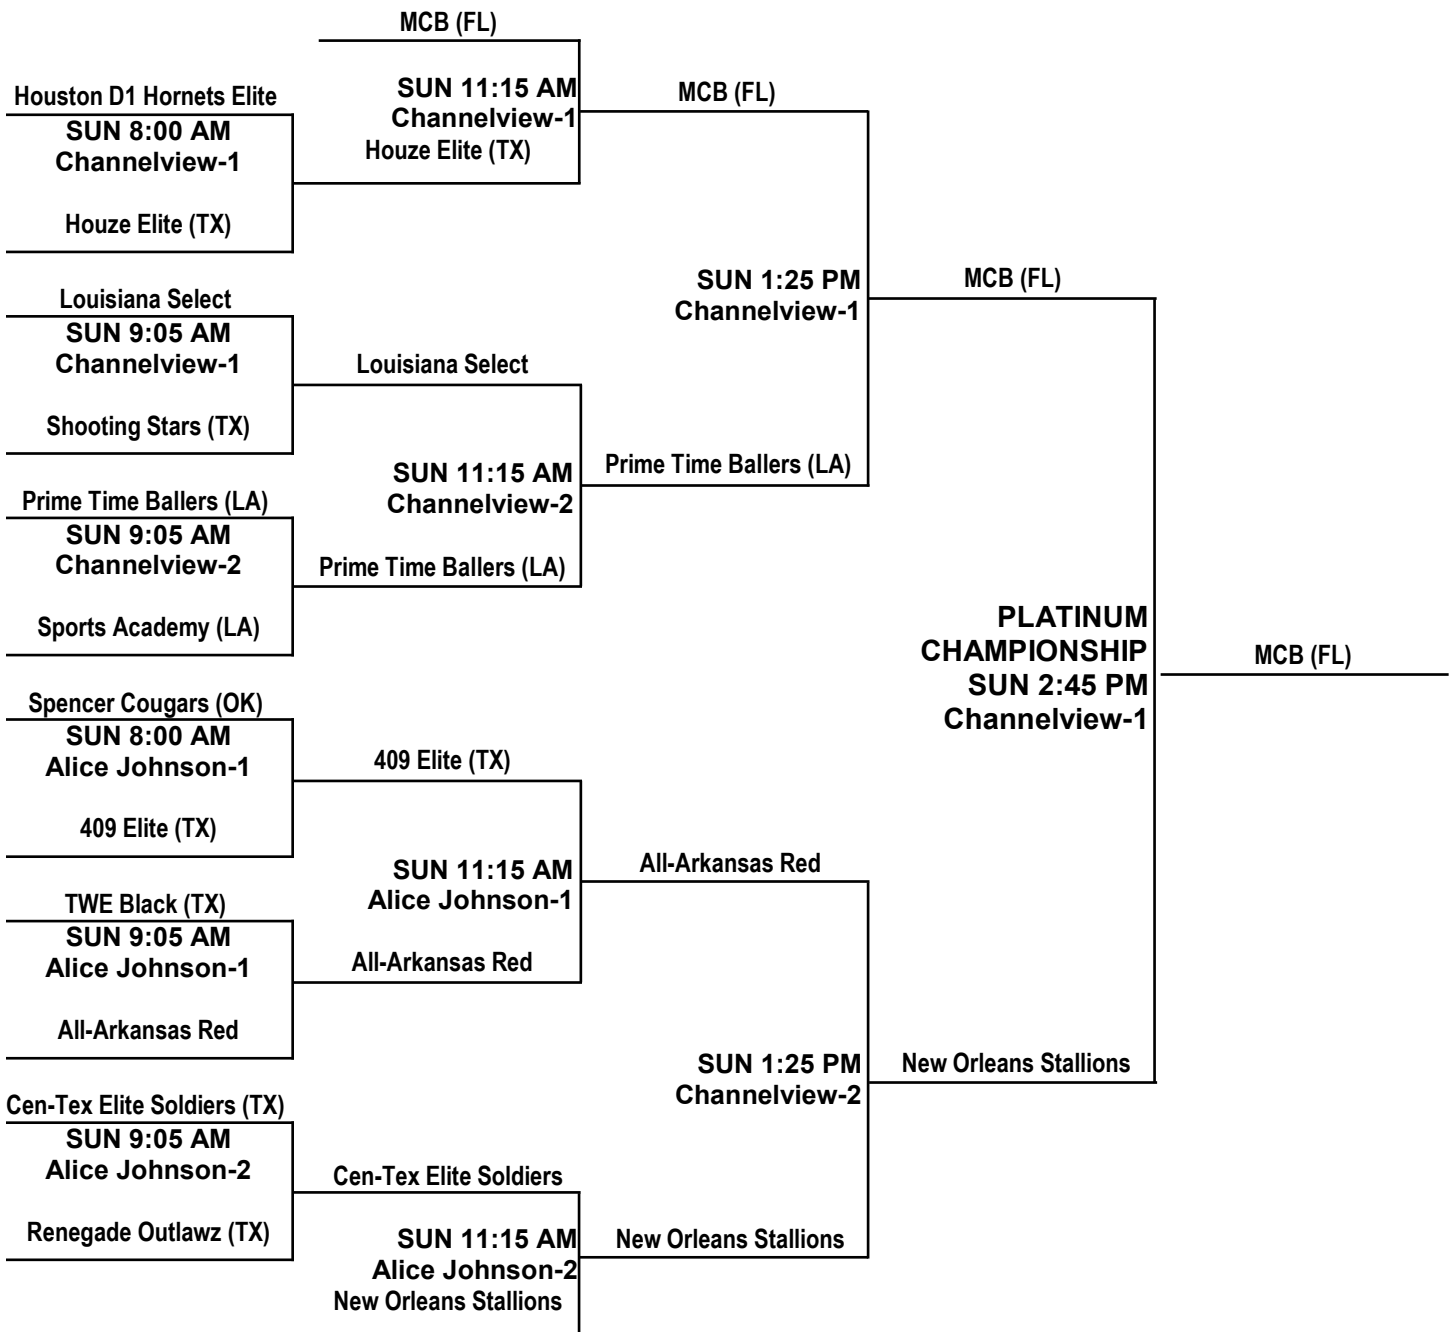 MCB (FL)
Houston D1 Hornets Elite
SUN 8:00 AM
Channelview-1
Houze Elite (TX)
SUN 11:15 AM
Channelview-1
Houze Elite (TX)
MCB (FL)
Louisiana Select
SUN 9:05 AM
Channelview-1
Shooting Stars (TX)
Louisiana Select
SUN 1:25 PM
Channelview-1
MCB (FL)
Prime Time Ballers (LA)
SUN 9:05 AM
Channelview-2
Sports Academy (LA)
SUN 11:15 AM
Channelview-2
Prime Time Ballers (LA)
Prime Time Ballers (LA)
PLATINUM
CHAMPIONSHIP
SUN 2:45 PM
Channelview-1
MCB (FL)
Spencer Cougars (OK)
SUN 8:00 AM
Alice Johnson-1
409 Elite (TX)
409 Elite (TX)
SUN 11:15 AM
Alice Johnson-1
All-Arkansas Red
TWE Black (TX)
SUN 9:05 AM
Alice Johnson-1
All-Arkansas Red
All-Arkansas Red
SUN 1:25 PM
Channelview-2
New Orleans Stallions
Cen-Tex Elite Soldiers (TX)
SUN 9:05 AM
Alice Johnson-2
Renegade Outlawz (TX)
Cen-Tex Elite Soldiers
SUN 11:15 AM
Alice Johnson-2
New Orleans Stallions
New Orleans Stallions